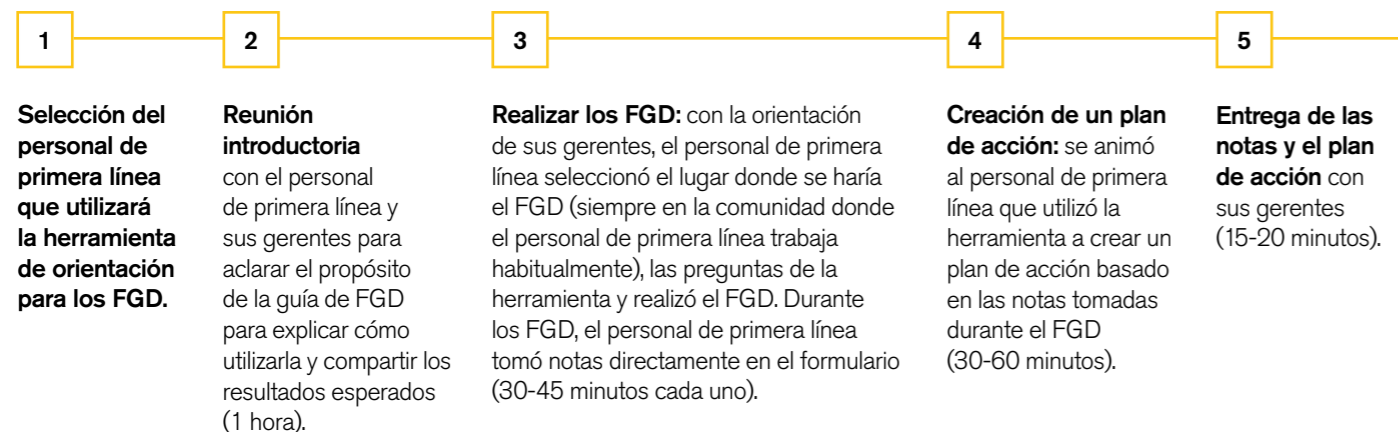 1
Selección del
personal de
primera línea
que utilizará
la herramienta
de orientación
para los FGD.
2
Reunión
introductoria
con el personal
de primera línea y
sus gerentes para
aclarar el propósito
de la guía de FGD
para explicar cómo
utilizarla y compartir los
resultados esperados
(1 hora).
3
Realizar los FGD: con la orientación
de sus gerentes, el personal de primera
línea seleccionó el lugar donde se haría
el FGD (siempre en la comunidad donde
el personal de primera línea trabaja
habitualmente), las preguntas de la
herramienta y realizó el FGD. Durante
los FGD, el personal de primera línea
tomó notas directamente en el formulario
(30-45 minutos cada uno).
4
Creación de un plan
de acción: se animó
al personal de primera
línea que utilizó la
herramienta a crear un
plan de acción basado
en las notas tomadas
durante el FGD
(30-60 minutos).
5
Entrega de las
notas y el plan
de acción con
sus gerentes
(15-20 minutos).